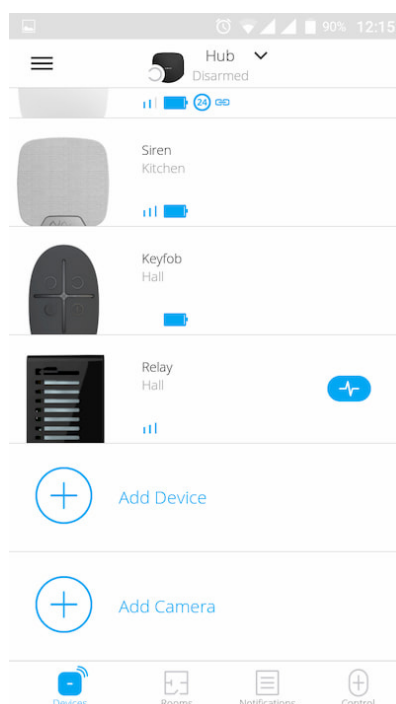 90% 12:15
Hub
Disarmed
24
Siren
Kitchen
Keyfob
Hall
Relay
Hall
Add Device
Add Camera
Devices
Rooms
Notifications
Control